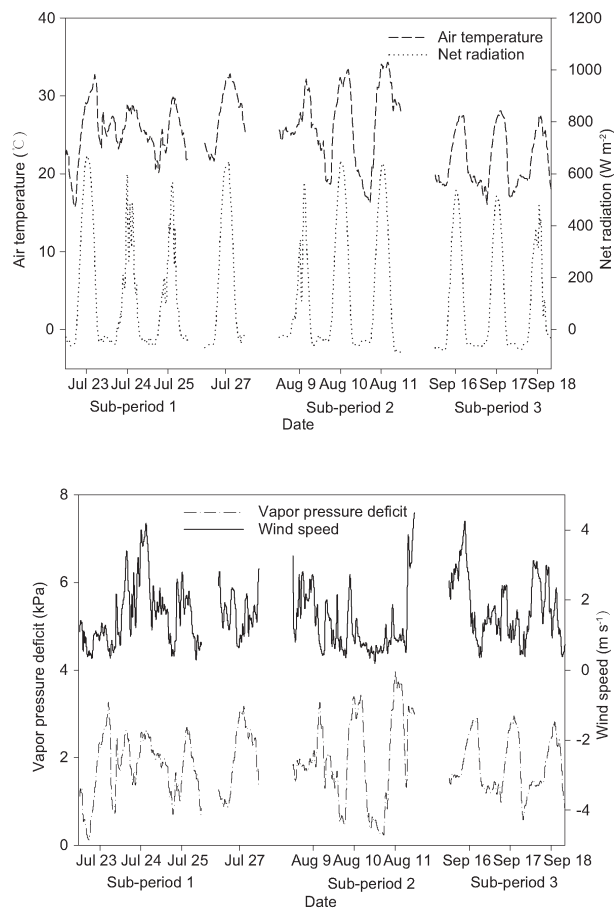 40
30
20
10
0
Air temperature (℃)
Air temperature
Net radiation
1200
1000
800
600
400
200
0
Net radiation (W m-2)
Jul 23 Jul 24 Jul 25 Jul 27 Aug 9 Aug 10 Aug 11 Sep 16 Sep 17 Sep 18
Sub-period 1 Sub-period 2 Sub-period 3
Date
8
6
4
2
0
Vapor pressure deficit (kPa)
Vapor pressure deficit
Wind speed
4
2
0
-2
-4
Wind speed (m s-1)
Jul 23 Jul 24 Jul 25 Jul 27 Aug 9 Aug 10 Aug 11 Sep 16 Sep 17 Sep 18
Sub-period 1 Sub-period 2 Sub-period 3
Date